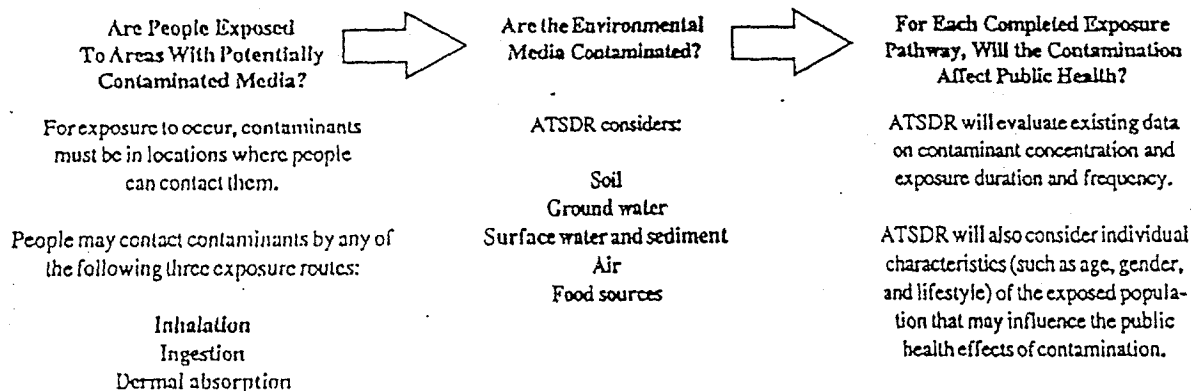 Are People Exposed
To Areas With Potentially
Contaminated Media?
For exposure to occur, contaminants
must be in locations where people
can contact them.
People may contact contaminants by any of
the following three exposure routes:
Inhalation
Ingestion
Dermal absorption
Are the Environmental
Media Contaminated?
ATSDR considers:
Soil
Ground water
Surface water and sediment
Air
Food sources
For Each Completed Exposure
Pathway, Will the Contamination
Affect Public Health?
ATSDR will evaluate existing data
on contaminant concentration and
exposure duration and frequency.
ATSDR will also consider individual
characteristics (such as age, gender,
and lifestyle) of the exposed popula-
tion that may influence the public
health effects of contamination.